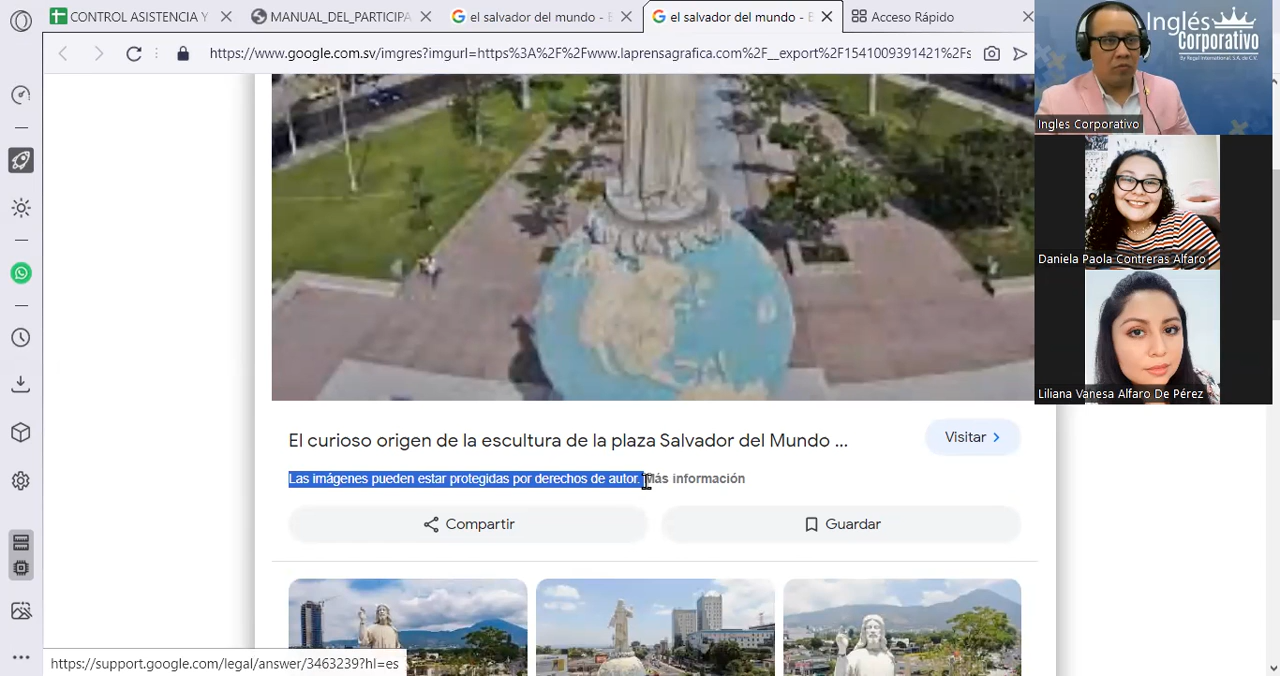 CONTROL ASISTENCIA Y
MANUAL_DEL_PARTICIPA
el salvador del mundo -
el salvador del mundo -
Acceso Rápido
https://www.google.com.sv/imgres?imgurl=https%3A%2F%2Fwww.laprensagrafica.com%2F__export%2F1541009391421%2Fs
Inglés
Corporativo
By Regal International, S.A. de C.V.
Ingles Corporativo
Daniela Paola Contreras Alfaro
Liliana Vanesa Alfaro De Pérez
El curioso origen de la escultura de la plaza Salvador del Mundo ...
Visitar
Las imágenes pueden estar protegidas por derechos de autor. Más información
Compartir
Guardar
https://support.google.com/legal/answer/3463239?hl=es